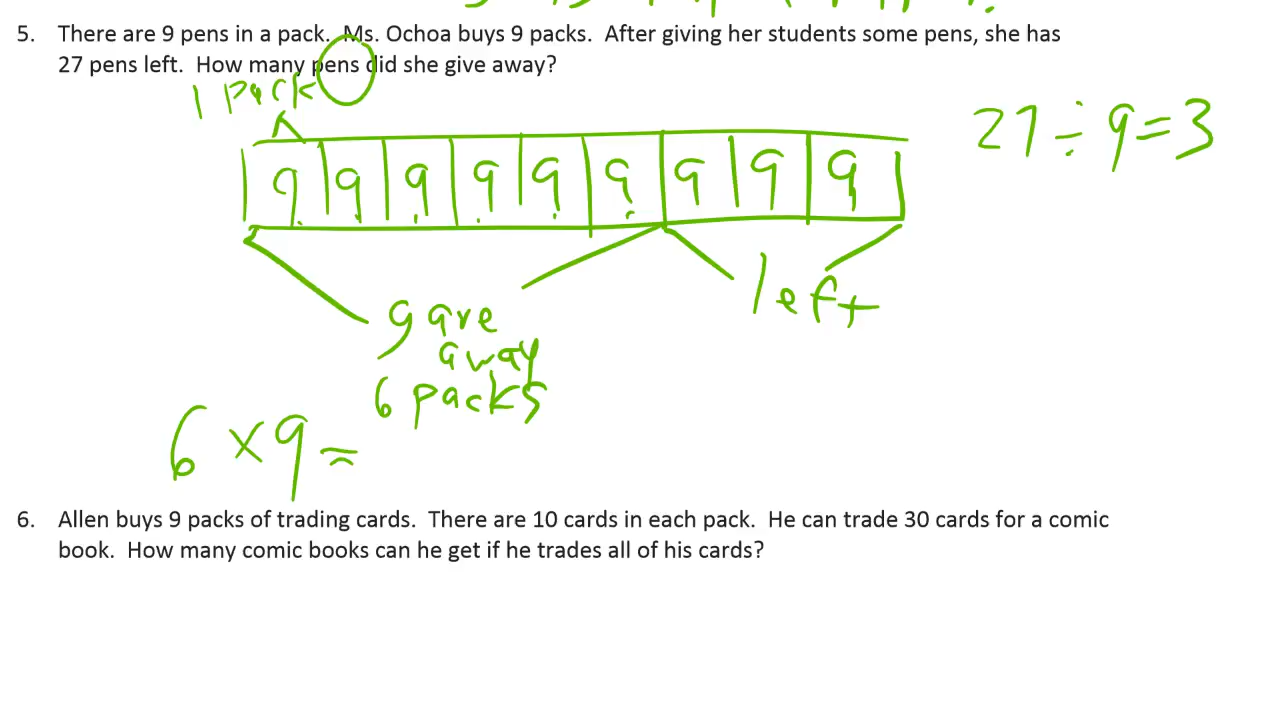 5. There are 9 pens in a pack. Ms. Ochoa buys 9 packs. After giving her students some pens, she has
27 pens left. How many pens did she give away?
1 pack
27 ÷ 9 = 3
9 9 9 9 9 9 9 9 9
left
gave
away
6 packs
6 × 9 =
6. Allen buys 9 packs of trading cards. There are 10 cards in each pack. He can trade 30 cards for a comic
book. How many comic books can he get if he trades all of his cards?